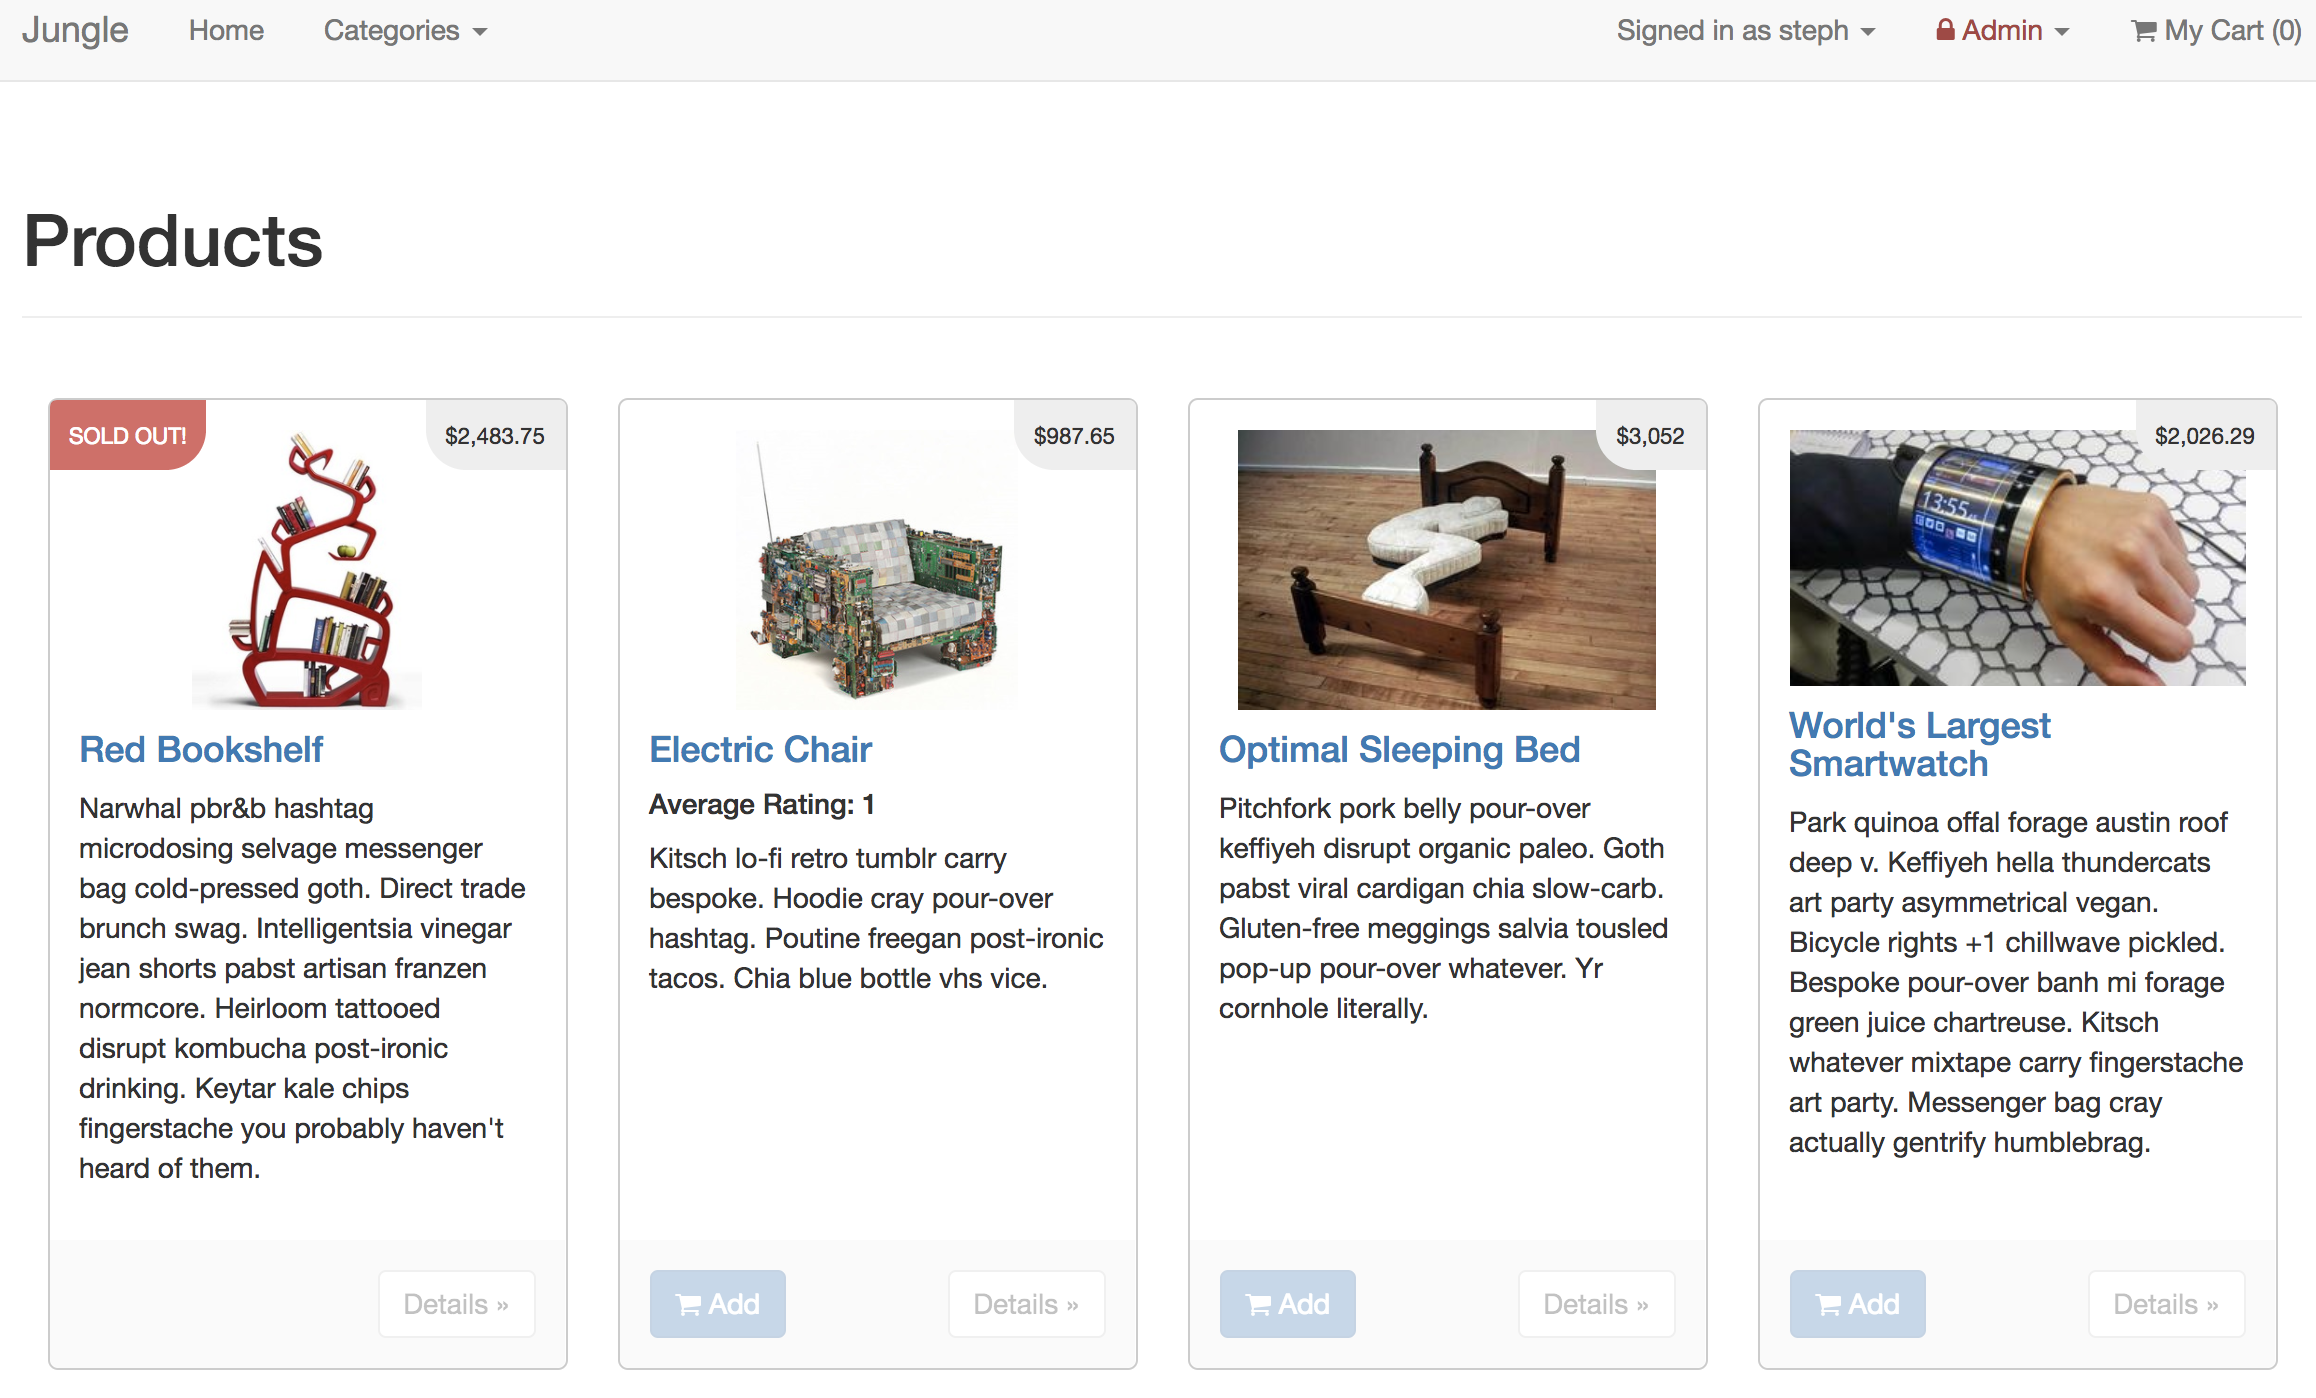 Jungle Home Categories Signed in as steph Admin My Cart (0)
Products
SOLD OUT! $2,483.75
Red Bookshelf
Narwhal pbr&b hashtag
microdosing selvage messenger
bag cold-pressed goth. Direct trade
brunch swag. Intelligentsia vinegar
jean shorts pabst artisan franzen
normcore. Heirloom tattooed
disrupt kombucha post-ironic
drinking. Keytar kale chips
fingerstache you probably haven't
heard of them.
Details »
$987.65
Electric Chair
Average Rating: 1
Kitsch lo-fi retro tumblr carry
bespoke. Hoodie cray pour-over
hashtag. Poutine freegan post-ironic
tacos. Chia blue bottle vhs vice.
Add Details »
$3,052
Optimal Sleeping Bed
Pitchfork pork belly pour-over
keffiyeh disrupt organic paleo. Goth
pabst viral cardigan chia slow-carb.
Gluten-free meggings salvia tousled
pop-up pour-over whatever. Yr
cornhole literally.
Add Details »
$2,026.29
13:55
World's Largest
Smartwatch
Park quinoa offal forage austin roof
deep v. Keffiyeh hella thundercats
art party asymmetrical vegan.
Bicycle rights +1 chillwave pickled.
Bespoke pour-over banh mi forage
green juice chartreuse. Kitsch
whatever mixtape carry fingerstache
art party. Messenger bag cray
actually gentrify humblebrag.
Add Details »